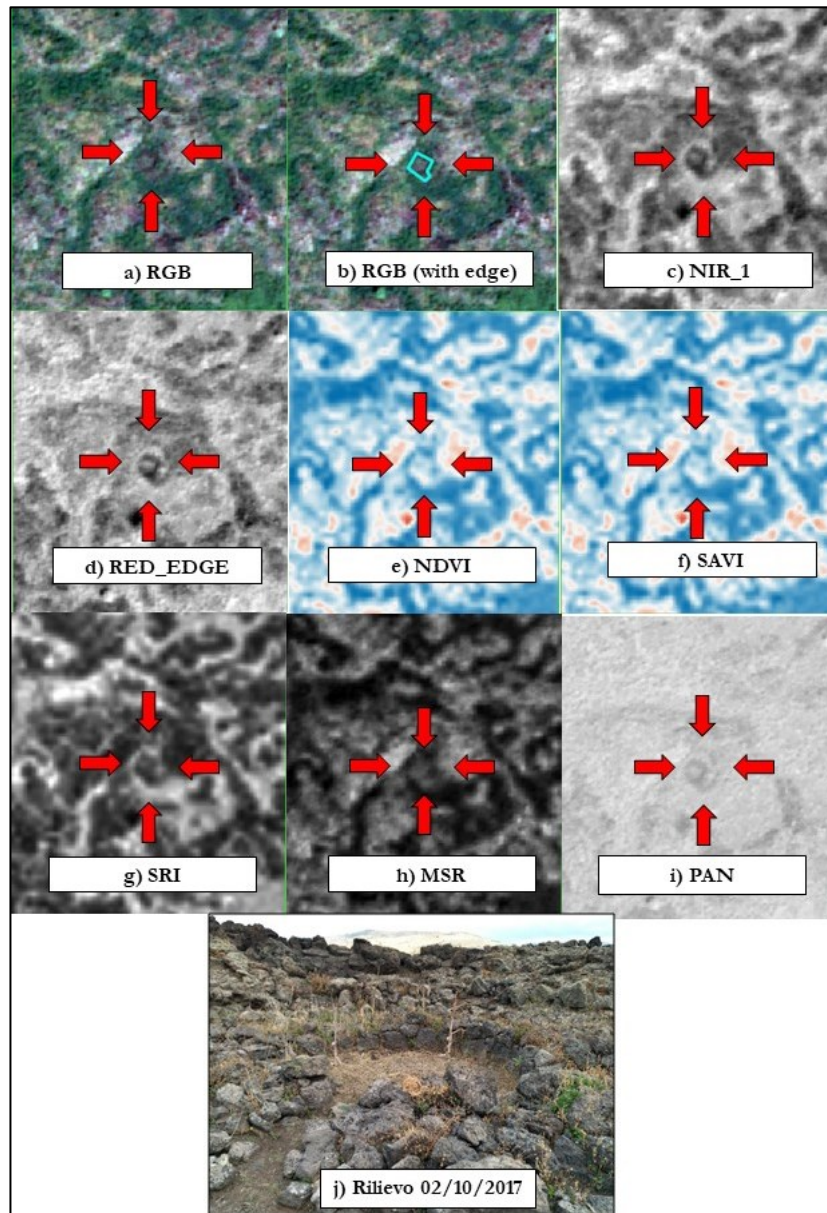 a) RGB
b) RGB (with edge)
c) NIR_1
d) RED_EDGE
e) NDVI
f) SAVI
g) SRI
h) MSR
i) PAN
j) Rilievo 02/10/2017